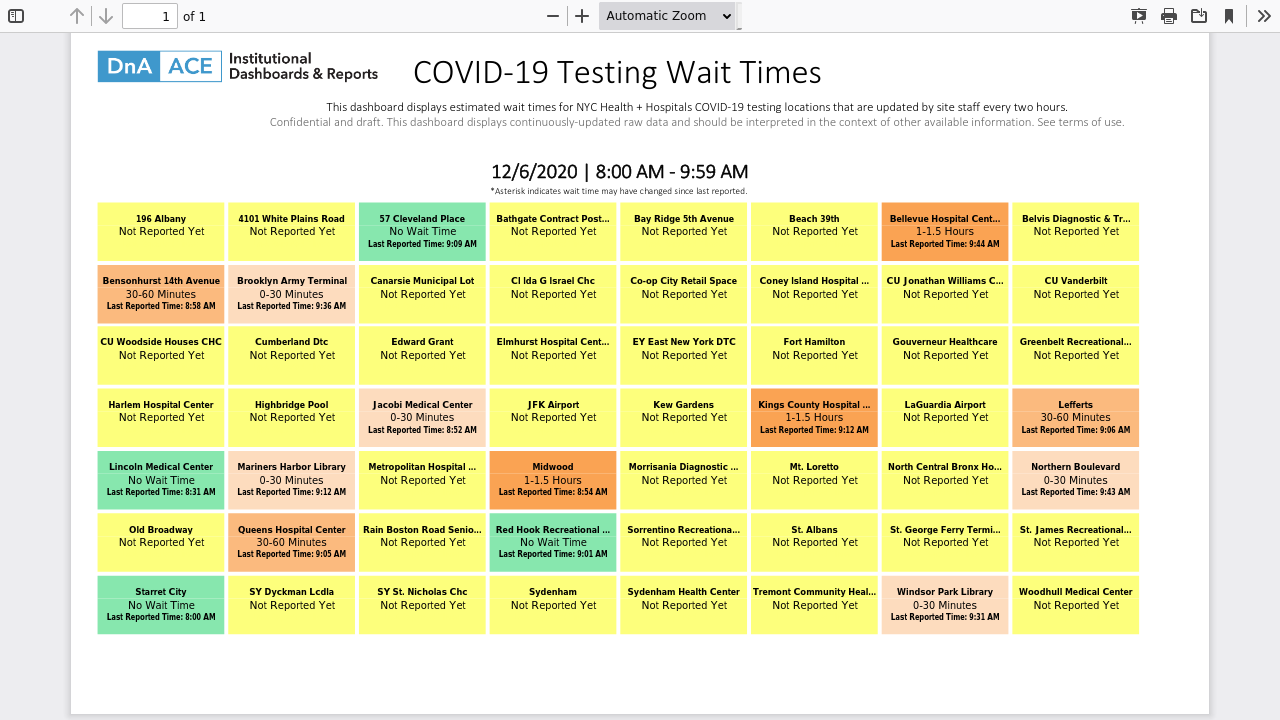 1 of 1 Automatic Zoom
DnA ACE Institutional Dashboards & Reports
COVID-19 Testing Wait Times
This dashboard displays estimated wait times for NYC Health + Hospitals COVID-19 testing locations that are updated by site staff every two hours.
Confidential and draft. This dashboard displays continuously-updated raw data and should be interpreted in the context of other available information. See terms of use.
12/6/2020 | 8:00 AM - 9:59 AM
*Asterisk indicates wait time may have changed since last reported.
196 Albany
Not Reported Yet
4101 White Plains Road
Not Reported Yet
57 Cleveland Place
No Wait Time
Last Reported Time: 9:09 AM
Bathgate Contract Post...
Not Reported Yet
Bay Ridge 5th Avenue
Not Reported Yet
Beach 39th
Not Reported Yet
Bellevue Hospital Cent...
1-1.5 Hours
Last Reported Time: 9:44 AM
Belvis Diagnostic & Tr...
Not Reported Yet
Bensonhurst 14th Avenue
30-60 Minutes
Last Reported Time: 8:58 AM
Brooklyn Army Terminal
0-30 Minutes
Last Reported Time: 9:36 AM
Canarsie Municipal Lot
Not Reported Yet
CI Ida G Israel Chc
Not Reported Yet
Co-op City Retail Space
Not Reported Yet
Coney Island Hospital ...
Not Reported Yet
CU Jonathan Williams C...
Not Reported Yet
CU Vanderbilt
Not Reported Yet
CU Woodside Houses CHC
Not Reported Yet
Cumberland Dtc
Not Reported Yet
Edward Grant
Not Reported Yet
Elmhurst Hospital Cent...
Not Reported Yet
EY East New York DTC
Not Reported Yet
Fort Hamilton
Not Reported Yet
Gouverneur Healthcare
Not Reported Yet
Greenbelt Recreational...
Not Reported Yet
Harlem Hospital Center
Not Reported Yet
Highbridge Pool
Not Reported Yet
Jacobi Medical Center
0-30 Minutes
Last Reported Time: 8:52 AM
JFK Airport
Not Reported Yet
Kew Gardens
Not Reported Yet
Kings County Hospital ...
1-1.5 Hours
Last Reported Time: 9:12 AM
LaGuardia Airport
Not Reported Yet
Lefferts
30-60 Minutes
Last Reported Time: 9:06 AM
Lincoln Medical Center
No Wait Time
Last Reported Time: 8:31 AM
Mariners Harbor Library
0-30 Minutes
Last Reported Time: 9:12 AM
Metropolitan Hospital ...
Not Reported Yet
Midwood
1-1.5 Hours
Last Reported Time: 8:54 AM
Morrisania Diagnostic ...
Not Reported Yet
Mt. Loretto
Not Reported Yet
North Central Bronx Ho...
Not Reported Yet
Northern Boulevard
0-30 Minutes
Last Reported Time: 9:43 AM
Old Broadway
Not Reported Yet
Queens Hospital Center
30-60 Minutes
Last Reported Time: 9:05 AM
Rain Boston Road Senio...
Not Reported Yet
Red Hook Recreational ...
No Wait Time
Last Reported Time: 9:01 AM
Sorrentino Recreationa...
Not Reported Yet
St. Albans
Not Reported Yet
St. George Ferry Termi...
Not Reported Yet
St. James Recreational...
Not Reported Yet
Starret City
No Wait Time
Last Reported Time: 8:00 AM
SY Dyckman Lcdla
Not Reported Yet
SY St. Nicholas Chc
Not Reported Yet
Sydenham
Not Reported Yet
Sydenham Health Center
Not Reported Yet
Tremont Community Heal...
Not Reported Yet
Windsor Park Library
0-30 Minutes
Last Reported Time: 9:31 AM
Woodhull Medical Center
Not Reported Yet